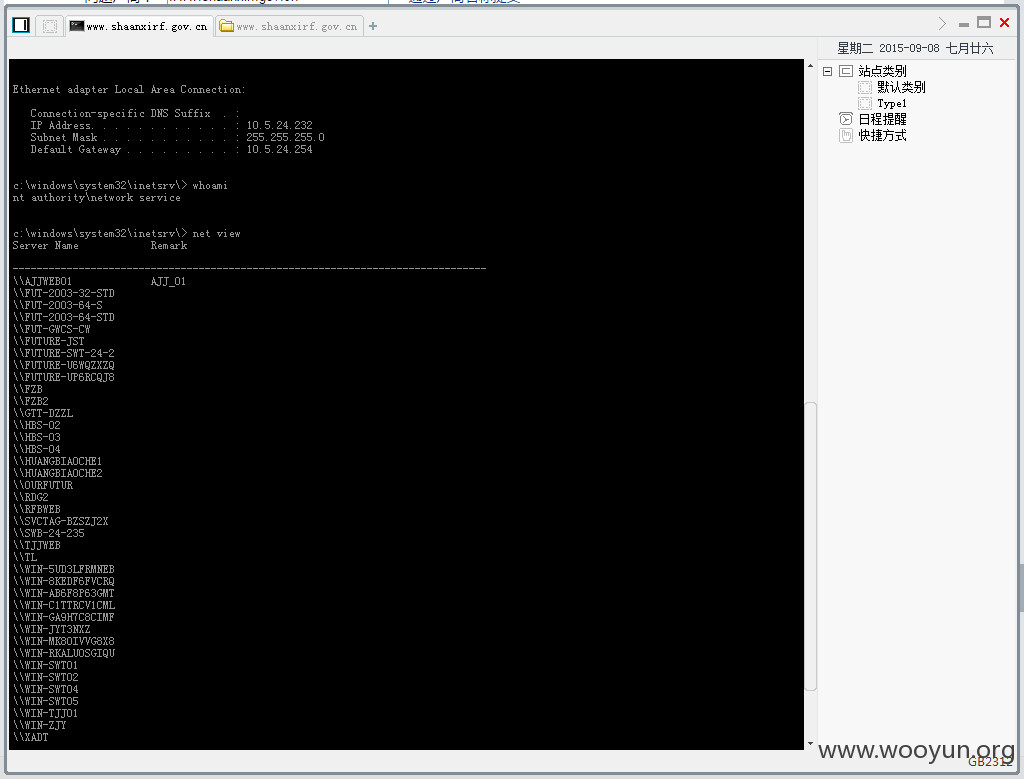 www.shaanxirf.gov.cn
www.shaanxirf.gov.cn
+
星期二 2015-09-08 七月廿六
Ethernet adapter Local Area Connection:
Connection-specific DNS Suffix . :
IP Address. . . . . . . . . . . . : 10.5.24.232
Subnet Mask . . . . . . . . . . . : 255.255.255.0
Default Gateway . . . . . . . . . : 10.5.24.254
c:\windows\system32\inetsrv\> whoami
nt authority\network service
c:\windows\system32\inetsrv\> net view
Server Name Remark
-------------------------------------------------------------------------------
\\AJJWEB01 AJJ_01
\\FUT-2003-32-STD
\\FUT-2003-64-S
\\FUT-2003-64-STD
\\FUT-GWCS-CW
\\FUTURE-JST
\\FUTURE-SWT-24-2
\\FUTURE-U6WQZXZQ
\\FUTURE-UP6RCQJ8
\\FZB
\\FZB2
\\GTT-DZZL
\\HBS-02
\\HBS-03
\\HBS-04
\\HUANGBIAOCHE1
\\HUANGBIAOCHE2
\\OURFUTUR
\\RDG2
\\RFBWEB
\\SVCTAG-BZSZJ2X
\\SWB-24-235
\\TJJWEB
\\TL
\\WIN-5UD3LFRMNEB
\\WIN-8KEDF6FVCRQ
\\WIN-AB6F8P63GMT
\\WIN-C1TTRCV1CML
\\WIN-GA9H7C8CIMF
\\WIN-JYT3NXZ
\\WIN-MK8OIVVG8X8
\\WIN-RKALUOSGIQU
\\WIN-SWT01
\\WIN-SWT02
\\WIN-SWT04
\\WIN-SWT05
\\WIN-TJJ01
\\WIN-ZJY
\\XADT
站点类别
默认类别
Type1
日程提醒
快捷方式
www.wooyun.org
GB2312